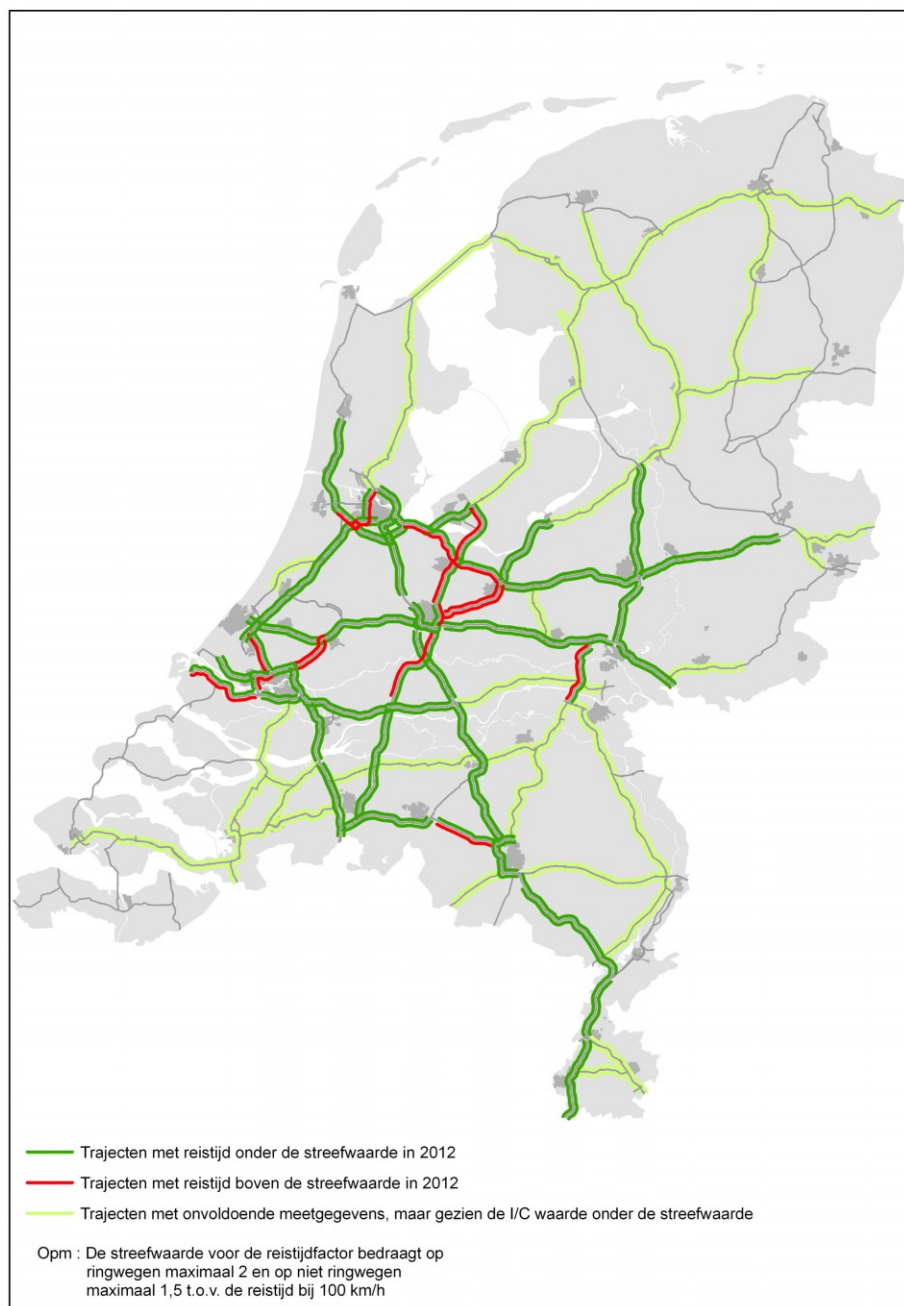 Trajecten met reistijd onder de streefwaarde in 2012
Trajecten met reistijd boven de streefwaarde in 2012
Trajecten met onvoldoende meetgegevens, maar gezien de I/C waarde onder de streefwaarde
Opm : De streefwaarde voor de reistijdfactor bedraagt op
ringwegen maximaal 2 en op niet ringwegen
maximaal 1,5 t.o.v. de reistijd bij 100 km/h